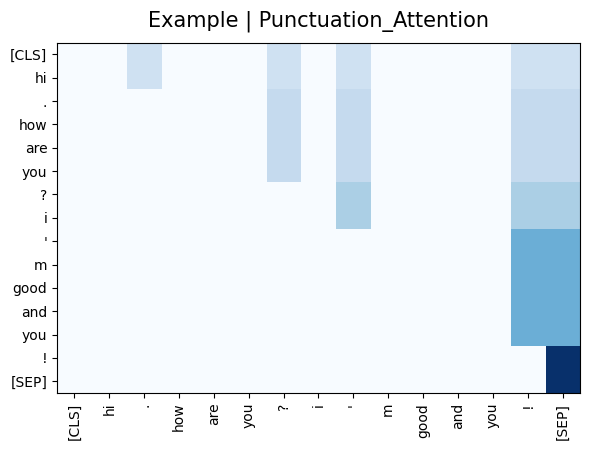 Example | Punctuation_Attention
[CLS]
hi
.
how
are
you
?
i
'
m
good
and
you
!
[SEP]
[CLS]
hi
.
how
are
you
?
i
'
m
good
and
you
!
[SEP]